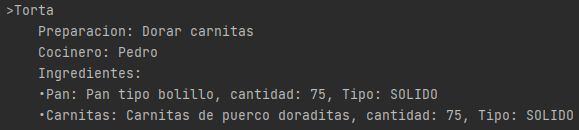 >Torta
Preparacion: Dorar carnitas
Cocinero: Pedro
Ingredientes:
•Pan: Pan tipo bolillo, cantidad: 75, Tipo: SOLIDO
•Carnitas: Carnitas de puerco doraditas, cantidad: 75, Tipo: SOLIDO